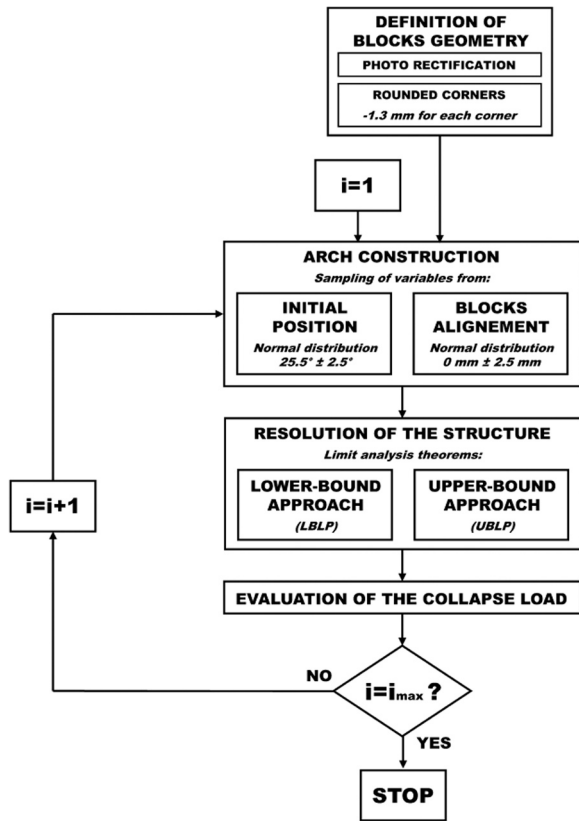 DEFINITION OF
BLOCKS GEOMETRY
PHOTO RECTIFICATION
ROUNDED CORNERS
-1.3 mm for each corner
i=1
ARCH CONSTRUCTION
Sampling of variables from:
INITIAL
POSITION
Normal distribution
25.5° ± 2.5°
BLOCKS
ALIGNEMENT
Normal distribution
0 mm ± 2.5 mm
RESOLUTION OF THE STRUCTURE
Limit analysis theorems:
LOWER-BOUND
APPROACH
(LBLP)
UPPER-BOUND
APPROACH
(UBLP)
i=i+1
EVALUATION OF THE COLLAPSE LOAD
NO
i=imax ?
YES
STOP